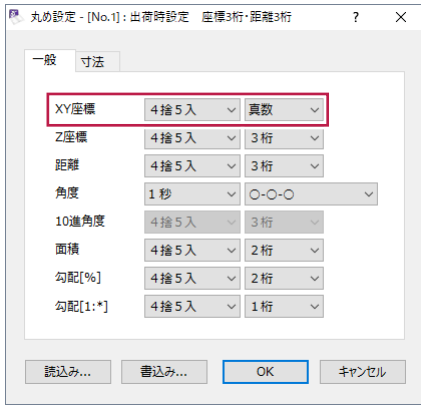 丸め設定 - [No.1] : 出荷時設定 座標3桁・距離3桁 ? ×
一般 寸法
XY座標 4捨5入 真数
Z座標 4捨5入 3桁
距離 4捨5入 3桁
角度 1秒 ○-○-○
10進角度 4捨5入 3桁
面積 4捨5入 2桁
勾配[%] 4捨5入 2桁
勾配[1:*] 4捨5入 1桁
読込み... 書込み... OK キャンセル